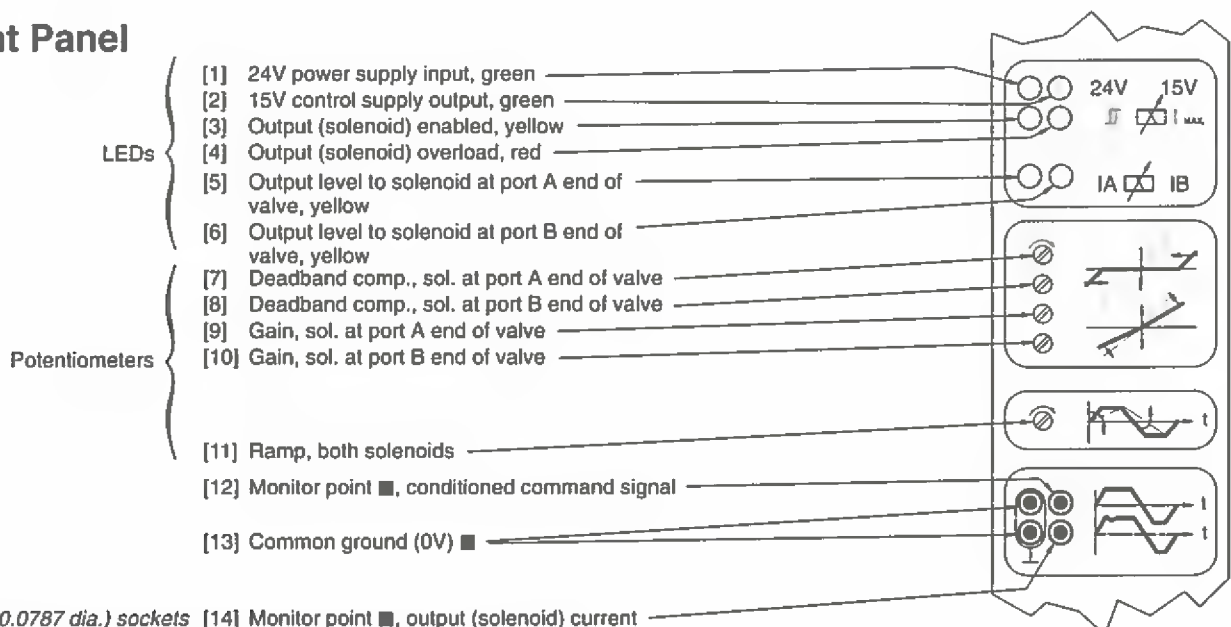 nt Panel
LEDs
[1] 24V power supply input, green
[2] 15V control supply output, green
[3] Output (solenoid) enabled, yellow
[4] Output (solenoid) overload, red
[5] Output level to solenoid at port A end of
valve, yellow
[6] Output level to solenoid at port B end of
valve, yellow
Potentiometers
[7] Deadband comp., sol. at port A end of valve
[8] Deadband comp., sol. at port B end of valve
[9] Gain, sol. at port A end of valve
[10] Gain, sol. at port B end of valve
[11] Ramp, both solenoids
[12] Monitor point ■, conditioned command signal
[13] Common ground (0V) ■
0.0787 dia.) sockets [14] Monitor point ■, output (solenoid) current
24V 15V
I MAX.
IA IB
t
t
t